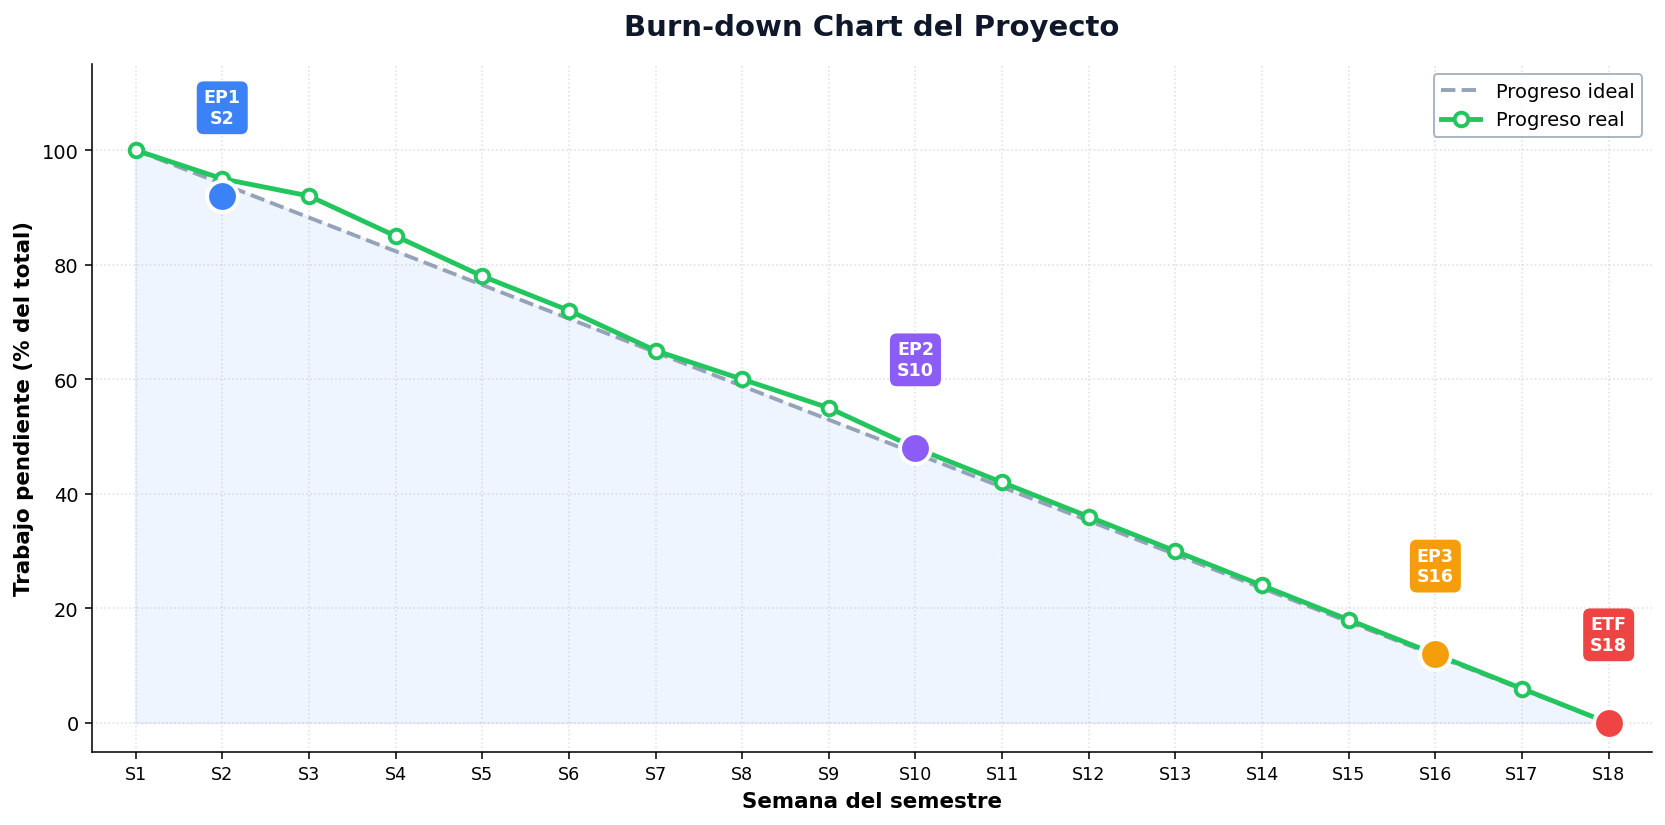 Burn-down Chart del Proyecto
EP1
S2
Progreso ideal
Progreso real
100
80
60
40
20
0
Trabajo pendiente (% del total)
EP2
S10
EP3
S16
ETF
S18
S1 S2 S3 S4 S5 S6 S7 S8 S9 S10 S11 S12 S13 S14 S15 S16 S17 S18
Semana del semestre